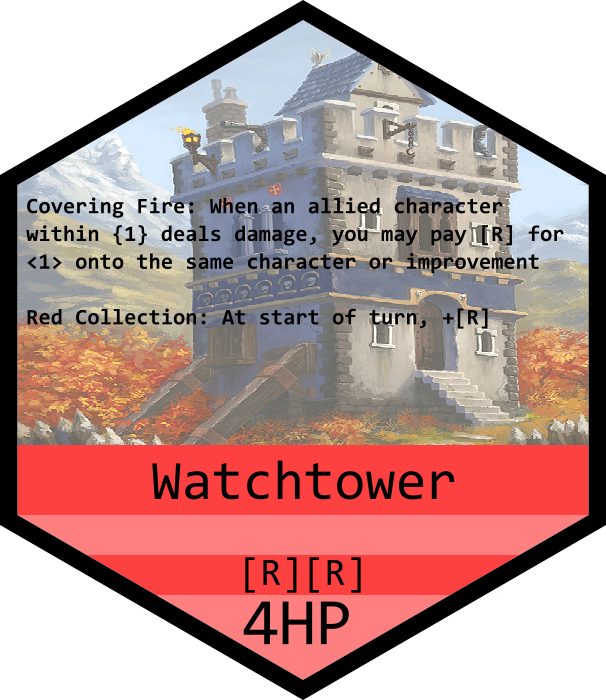 Covering Fire: When an allied character
within {1} deals damage, you may pay [R] for
<1> onto the same character or improvement
Red Collection: At start of turn, +[R]
Watchtower
[R][R]
4HP